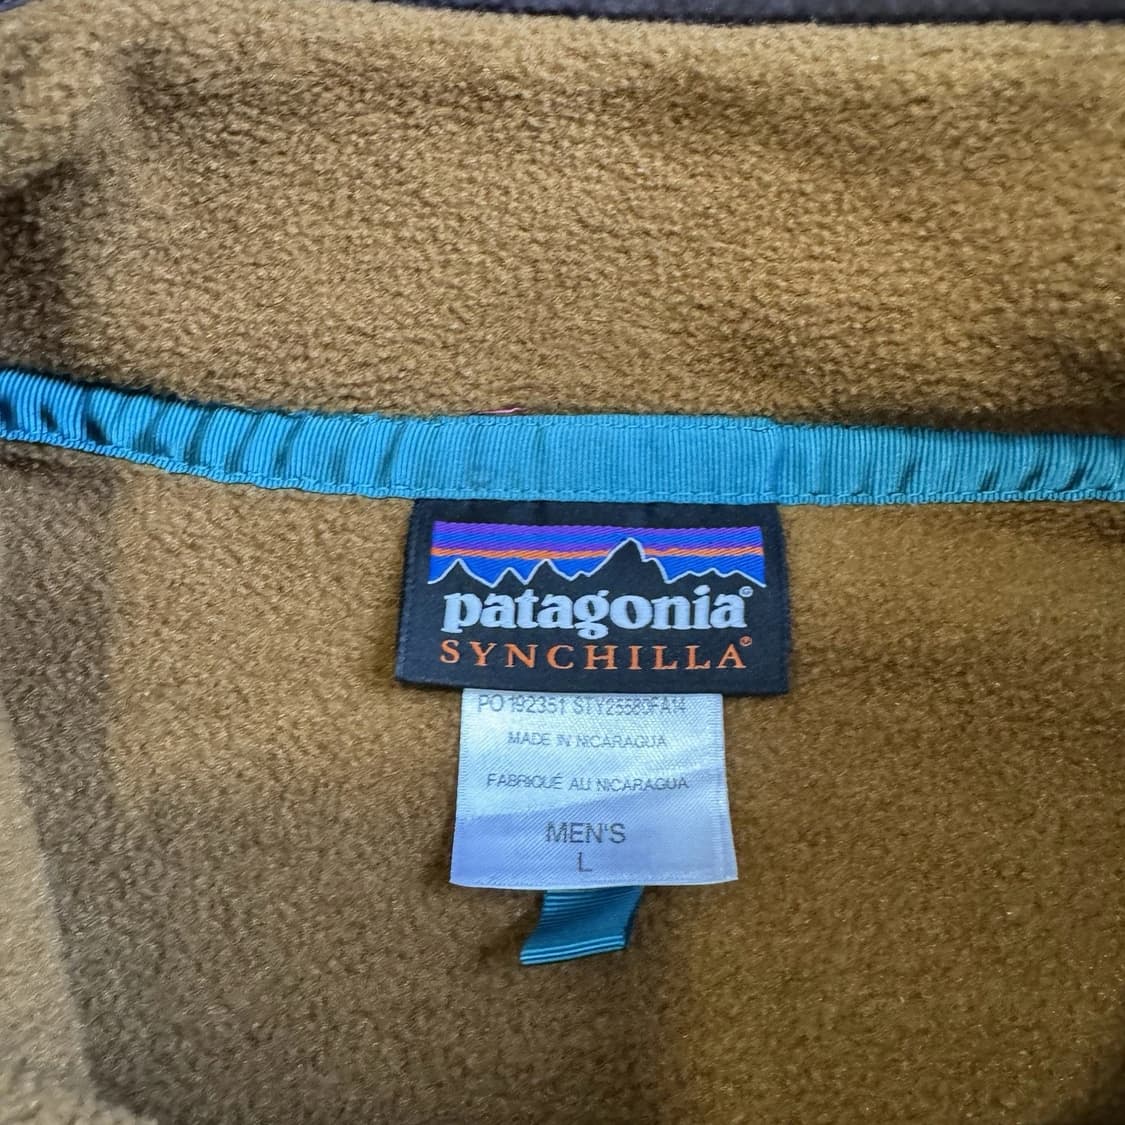 patagonia®
SYNCHILLA®
PO 192351 STY25580FA14
MADE IN NICARAGUA
FABRIQUÉ AU NICARAGUA
MEN'S
L